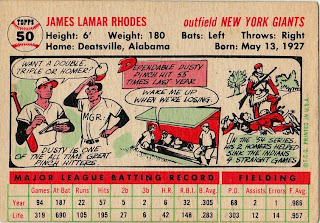 TOPPS
50
JAMES LAMAR RHODES
outfield NEW YORK GIANTS
Height: 6' Weight: 180 Bats: Left Throws: Right
Home: Deatsville, Alabama Born: May 13, 1927
WANT A DOUBLE,
TRIPLE OR HOMER?
MGR.
DUSTY IS ONE
OF THE ALL TIME GREAT
PINCH HITTERS
DEPENDABLE DUSTY
PINCH HIT 53
TIMES LAST
YEAR
WAKE ME UP
WHEN WE'RE LOSING.
IN THE '54 SERIES
HIS 2 HOMERS HELPED
SINK THE INDIANS
4 STRAIGHT GAMES
MAJOR LEAGUE BATTING RECORD FIELDING
Games At Bat Runs Hits 2b 3b H.R. R.B.I. B. Avg. P.O. Assists Errors F. Avg.
YEAR 94 187 22 57 5 2 6 32 .305 68 2 1 .986
LIFE 319 690 105 195 27 6 45 147 .283 303 8 14 .957